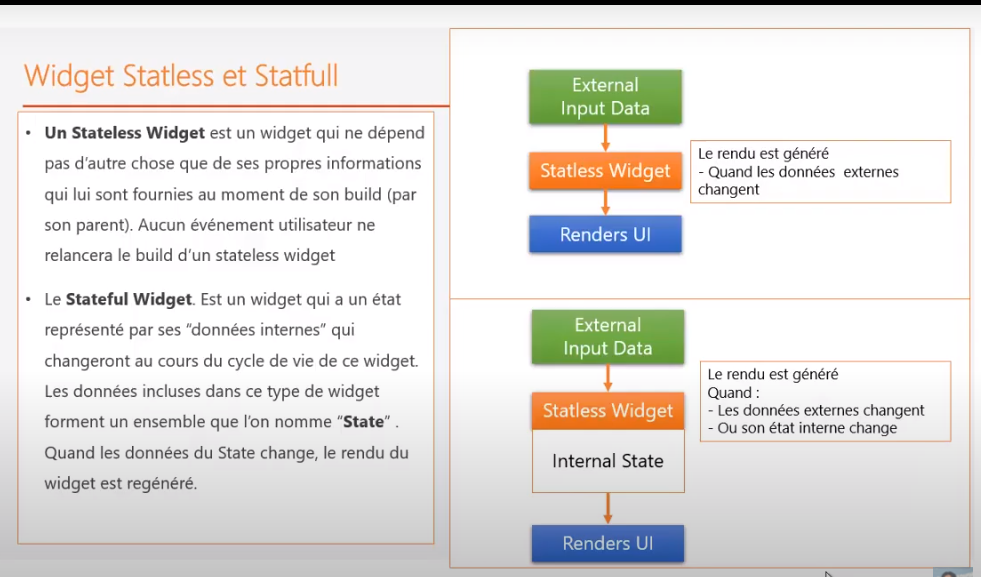 Widget Statless et Statfull
• Un Stateless Widget est un widget qui ne dépend
pas d'autre chose que de ses propres informations
qui lui sont fournies au moment de son build (par
son parent). Aucun événement utilisateur ne
relancera le build d'un stateless widget
• Le Stateful Widget. Est un widget qui a un état
représenté par ses “données internes” qui
changeront au cours du cycle de vie de ce widget.
Les données incluses dans ce type de widget
forment un ensemble que l'on nomme “State” .
Quand les données du State change, le rendu du
widget est regénéré.
External
Input Data
Statless Widget
Renders UI
Le rendu est généré
- Quand les données externes
changent
External
Input Data
Statless Widget
Internal State
Renders UI
Le rendu est généré
Quand :
- Les données externes changent
- Ou son état interne change